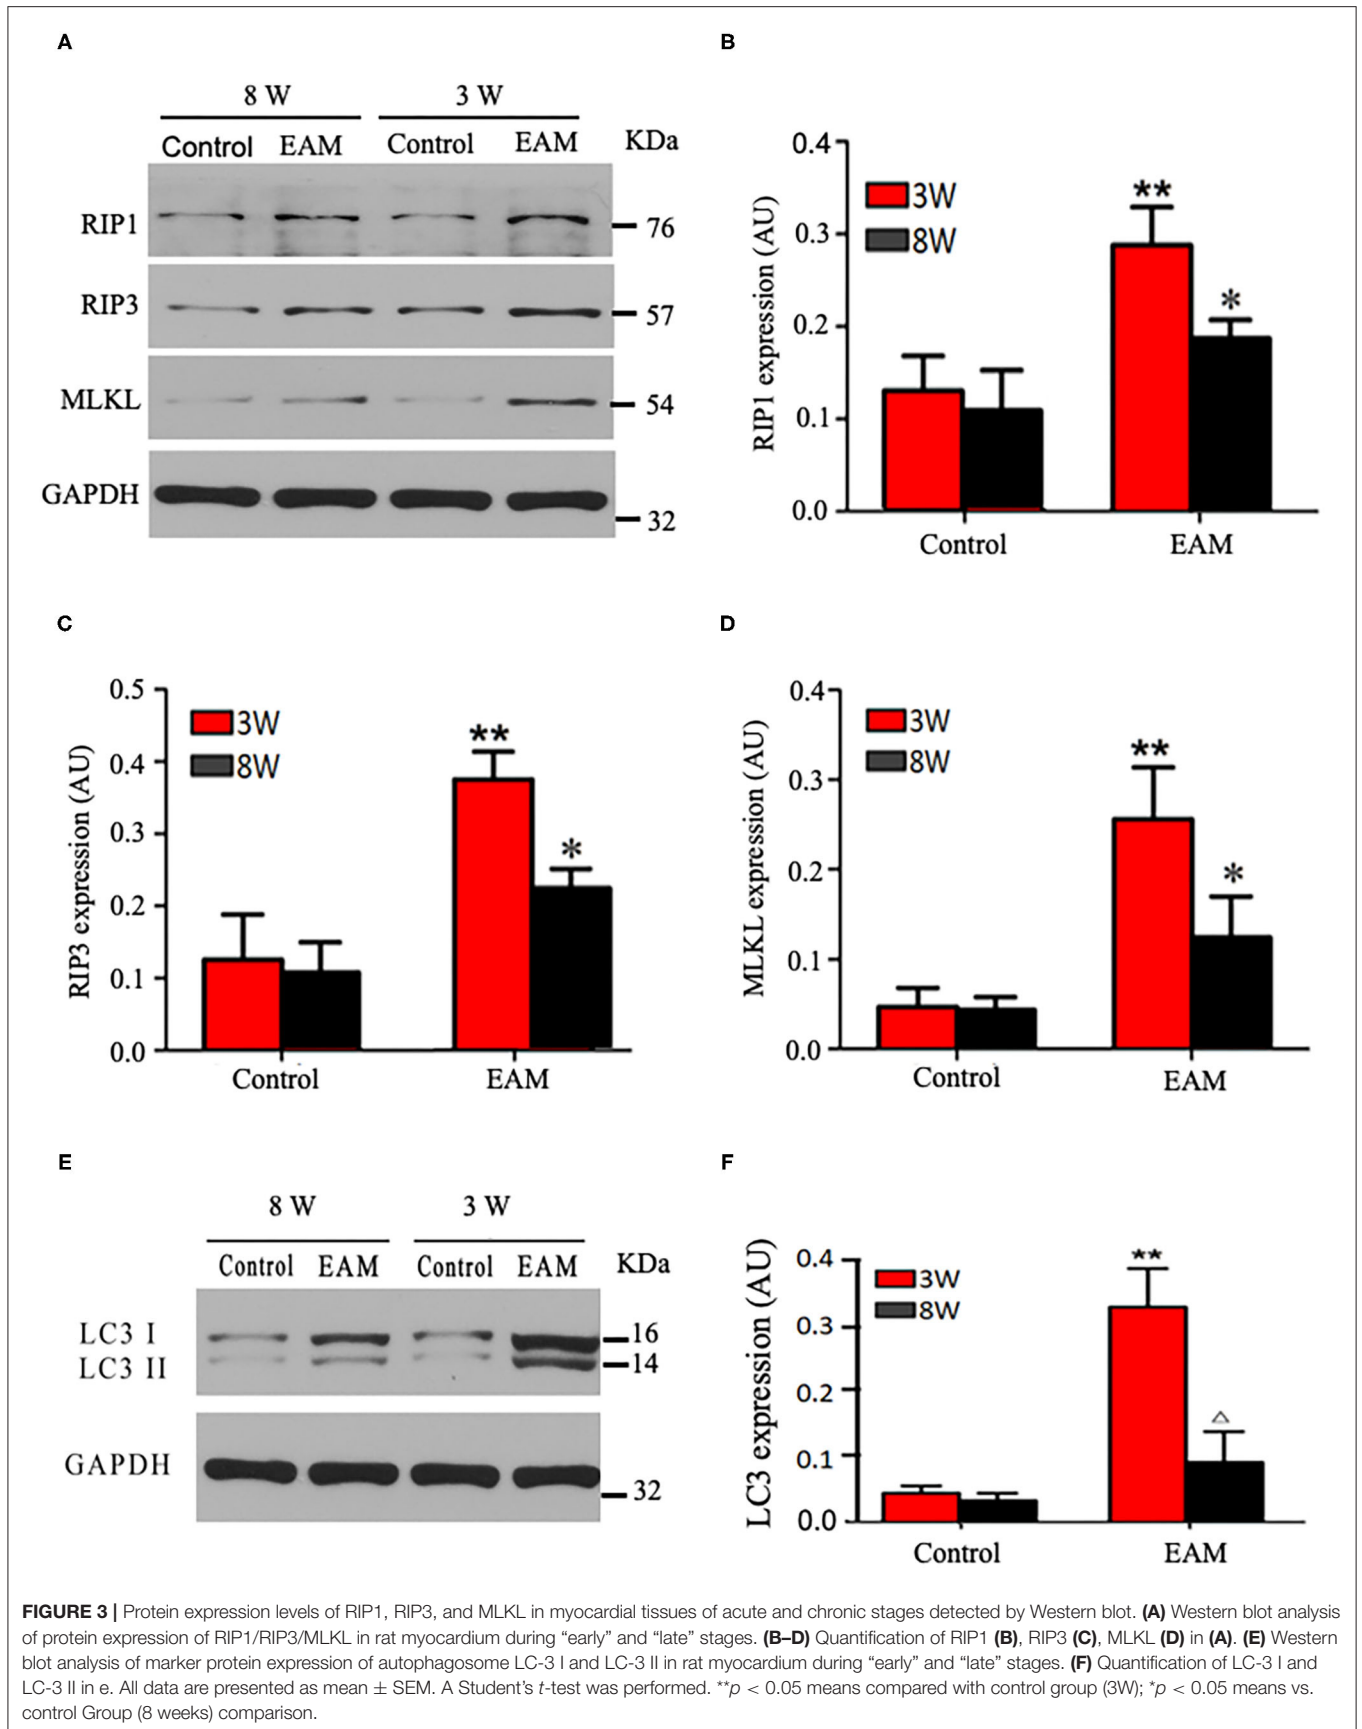 A
8 W 3 W
Control EAM Control EAM KDa
RIP1 76
RIP3 57
MLKL 54
GAPDH 32
B
RIP1 expression (AU)
0.4
0.3
0.2
0.1
0.0
3W
8W
**
*
Control EAM
C
RIP3 expression (AU)
0.5
0.4
0.3
0.2
0.1
0.0
3W
8W
**
*
Control EAM
D
MLKL expression (AU)
0.4
0.3
0.2
0.1
0.0
3W
8W
**
*
Control EAM
E
8 W 3 W
Control EAM Control EAM KDa
LC3 I 16
LC3 II 14
GAPDH 32
F
LC3 expression (AU)
0.4
0.3
0.2
0.1
0.0
3W
8W
**
△
Control EAM
FIGURE 3 | Protein expression levels of RIP1, RIP3, and MLKL in myocardial tissues of acute and chronic stages detected by Western blot. (A) Western blot analysis
of protein expression of RIP1/RIP3/MLKL in rat myocardium during “early” and “late” stages. (B–D) Quantification of RIP1 (B), RIP3 (C), MLKL (D) in (A). (E) Western
blot analysis of marker protein expression of autophagosome LC-3 I and LC-3 II in rat myocardium during “early” and “late” stages. (F) Quantification of LC-3 I and
LC-3 II in e. All data are presented as mean ± SEM. A Student’s t-test was performed. **p < 0.05 means compared with control group (3W); *p < 0.05 means vs.
control Group (8 weeks) comparison.